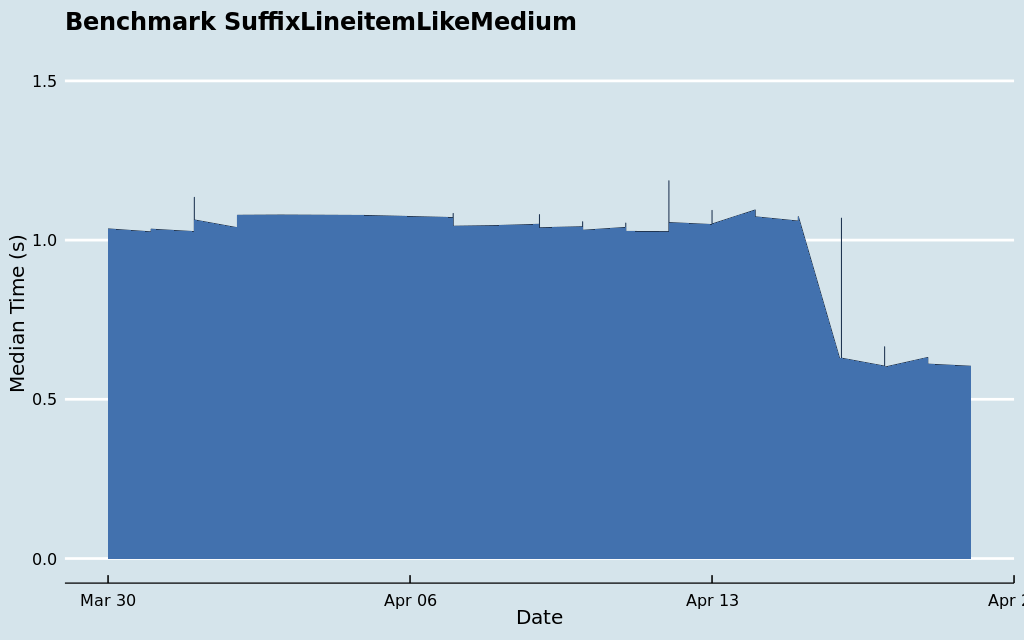 Benchmark SuffixLineitemLikeMedium
Median Time (s)
1.5
1.0
0.5
0.0
Mar 30
Apr 06
Apr 13
Apr
Date